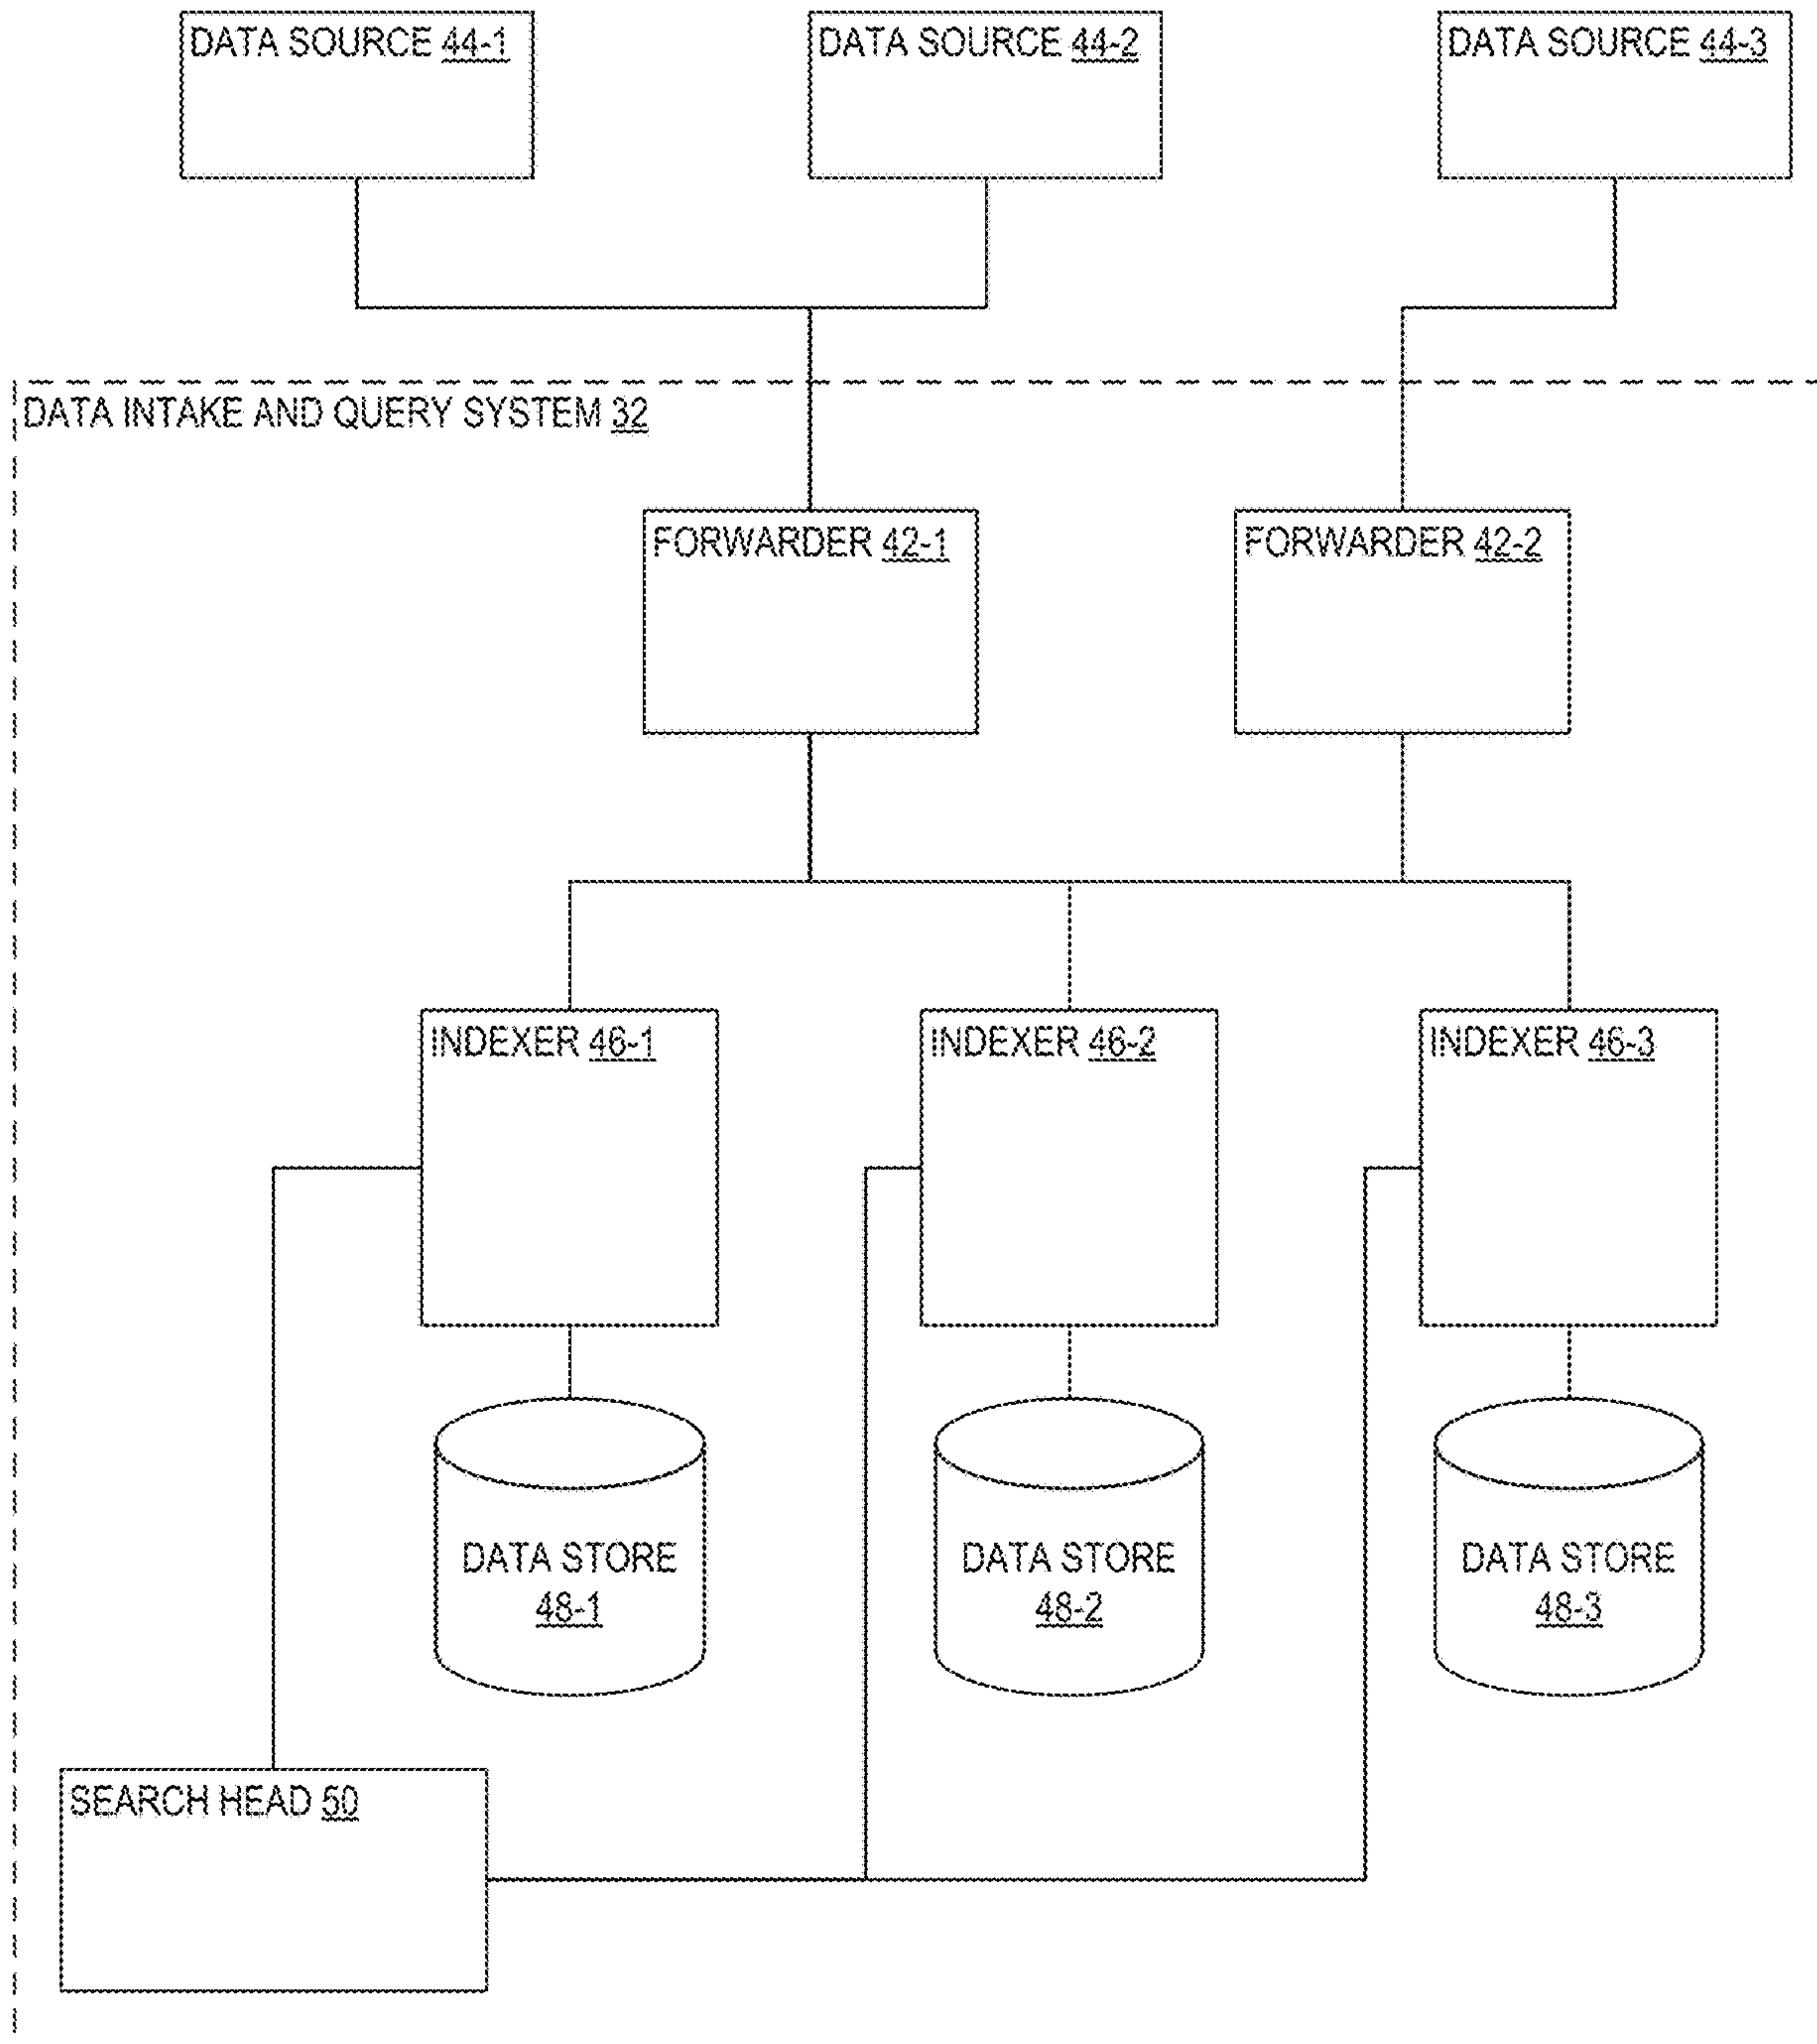 DATA SOURCE 44-1
DATA SOURCE 44-2
DATA SOURCE 44-3
DATA INTAKE AND QUERY SYSTEM 32
FORWARDER 42-1
FORWARDER 42-2
INDEXER 46-1
INDEXER 46-2
INDEXER 46-3
DATA STORE
48-1
DATA STORE
48-2
DATA STORE
48-3
SEARCH HEAD 50